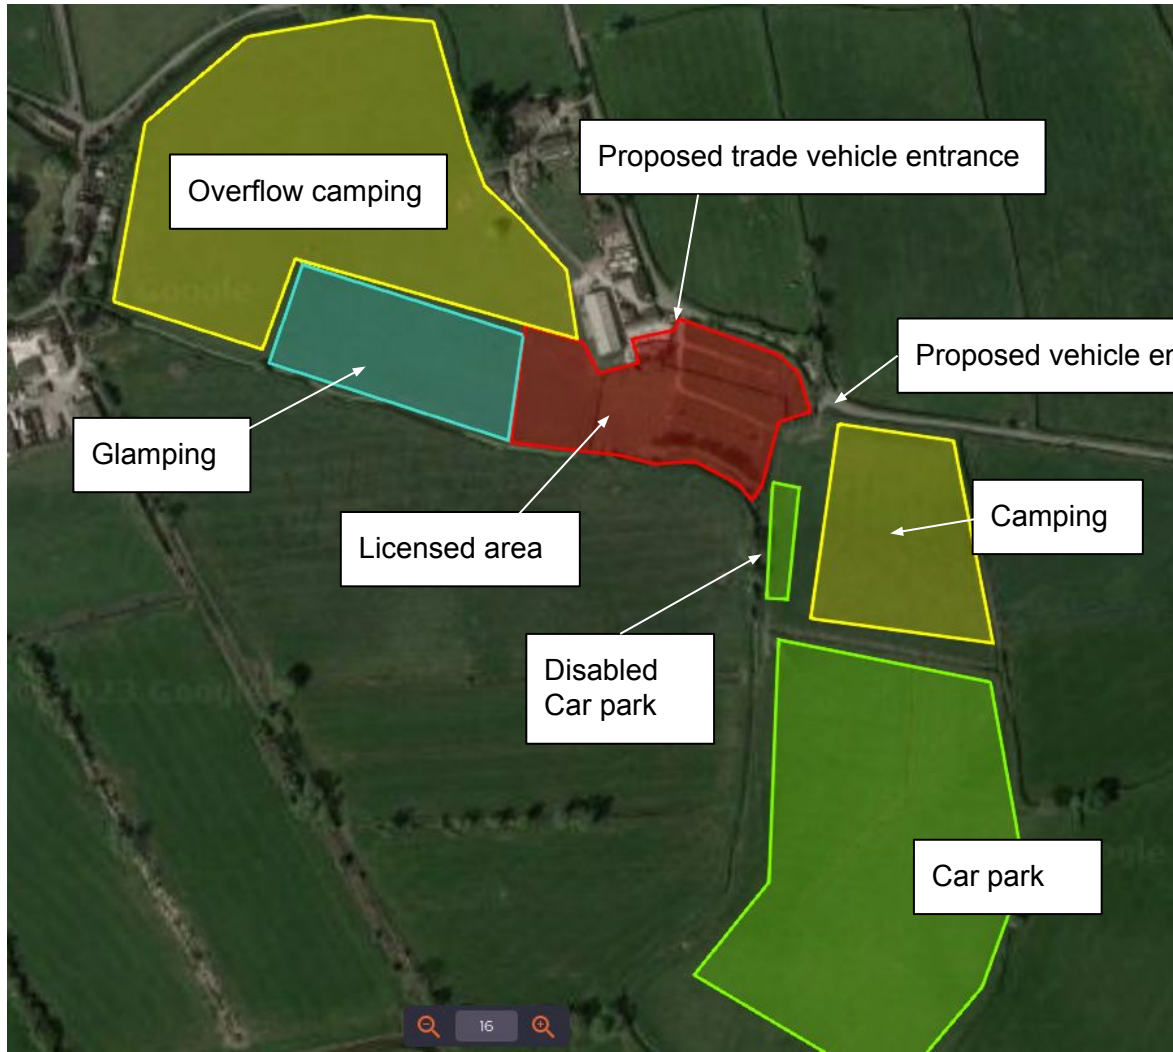 Proposed trade vehicle entrance
Overflow camping
Google
Proposed vehicle en
Glamping
Camping
Licensed area
Disabled
Car park
Car park
16